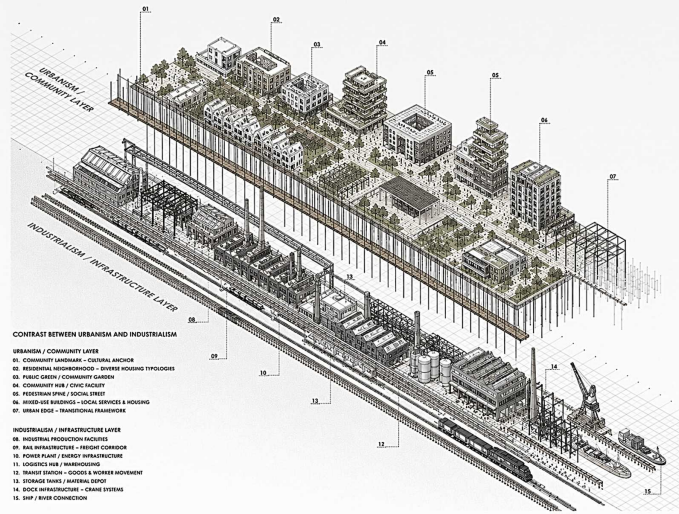 01
02
03
04
05
05
06
07
URBANISM /
COMMUNITY LAYER
INDUSTRIALISM / INFRASTRUCTURE LAYER
13
08
09
10
13
12
14
15
CONTRAST BETWEEN URBANISM AND INDUSTRIALISM
URBANISM / COMMUNITY LAYER
01. COMMUNITY LANDMARK – CULTURAL ANCHOR
02. RESIDENTIAL NEIGHBORHOOD – DIVERSE HOUSING TYPOLOGIES
03. PUBLIC GREEN / COMMUNITY GARDEN
04. COMMUNITY HUB / CIVIC FACILITY
05. PEDESTRIAN SPINE / SOCIAL STREET
06. MIXED-USE BUILDINGS – LOCAL SERVICES & HOUSING
07. URBAN EDGE – TRANSITIONAL FRAMEWORK
INDUSTRIALISM / INFRASTRUCTURE LAYER
08. INDUSTRIAL PRODUCTION FACILITIES
09. RAIL INFRASTRUCTURE – FREIGHT CORRIDOR
10. POWER PLANT / ENERGY INFRASTRUCTURE
11. LOGISTICS HUB / WAREHOUSING
12. TRANSIT STATION – GOODS & WORKER MOVEMENT
13. STORAGE TANKS / MATERIAL DEPOT
14. DOCK INFRASTRUCTURE – CRANE SYSTEMS
15. SHIP / RIVER CONNECTION